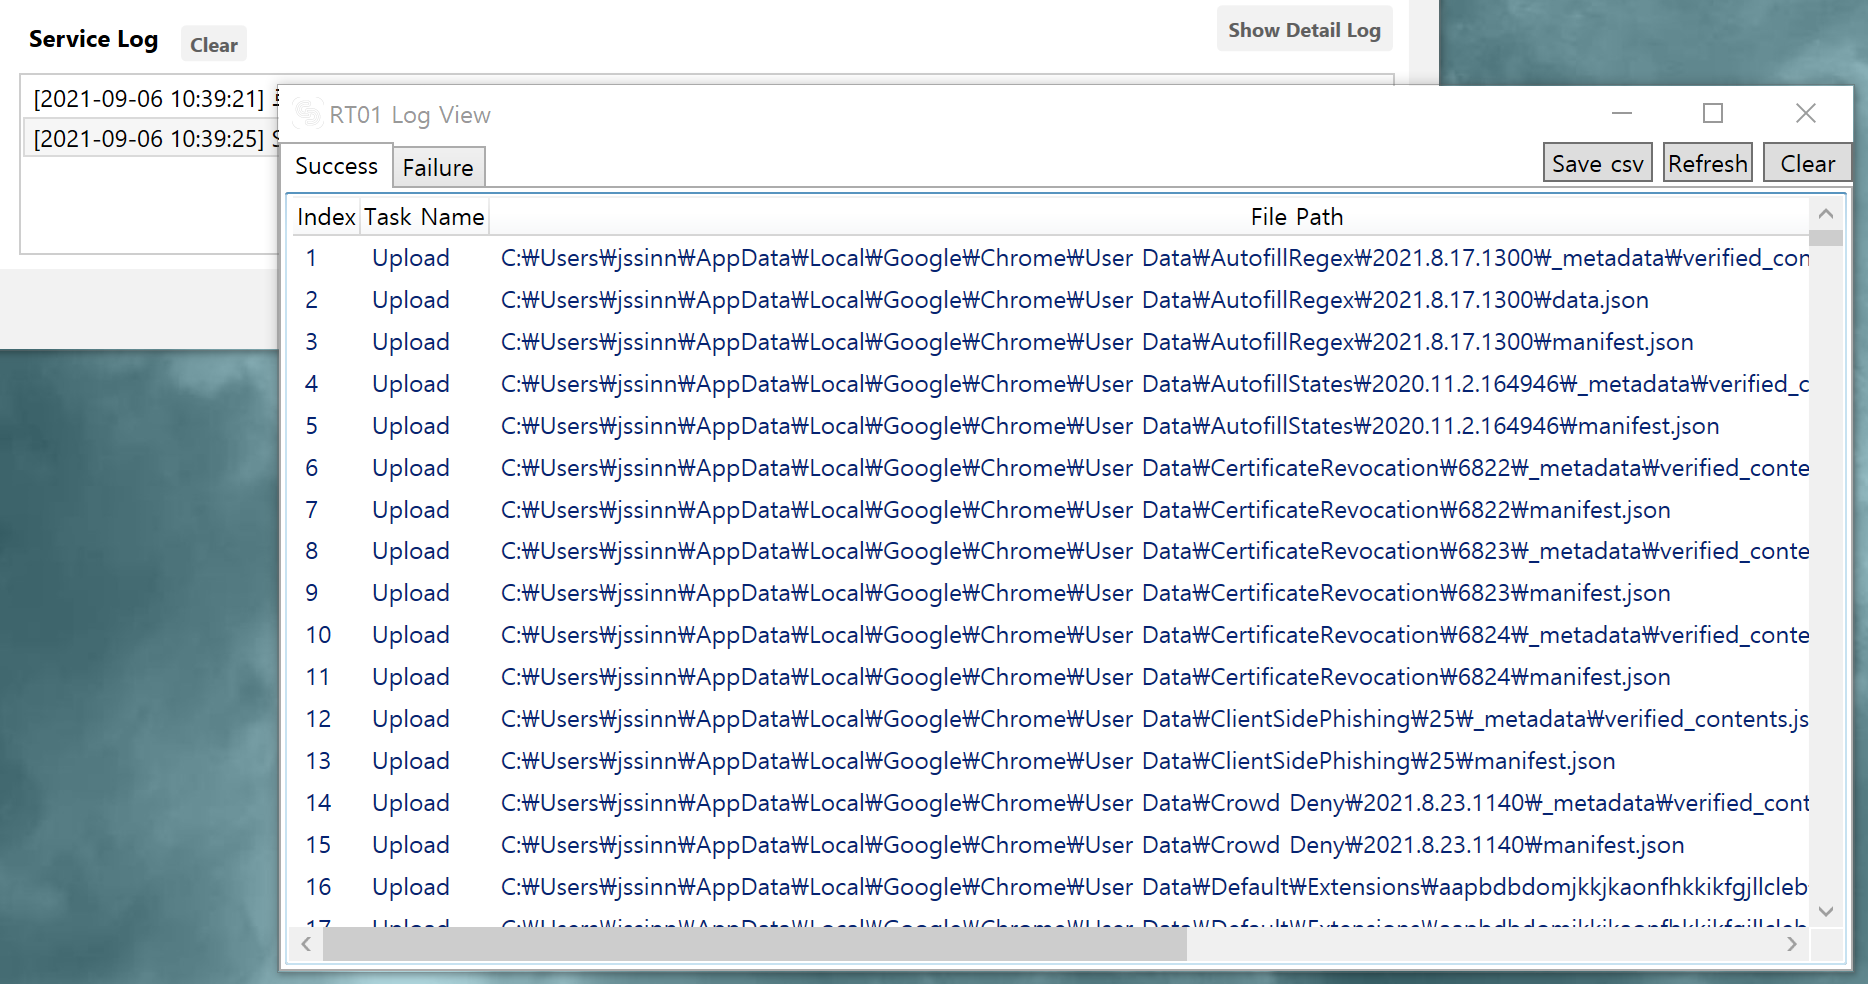 Service Log
Clear
Show Detail Log
[2021-09-06 10:39:21]
[2021-09-06 10:39:25]
RT01 Log View
Success
Failure
Save csv
Refresh
Clear
Index Task Name File Path
1 Upload C:₩Users₩jssinn₩AppData₩Local₩Google₩Chrome₩User Data₩AutofillRegex₩2021.8.17.1300₩_metadata₩verified_con
2 Upload C:₩Users₩jssinn₩AppData₩Local₩Google₩Chrome₩User Data₩AutofillRegex₩2021.8.17.1300₩data.json
3 Upload C:₩Users₩jssinn₩AppData₩Local₩Google₩Chrome₩User Data₩AutofillRegex₩2021.8.17.1300₩manifest.json
4 Upload C:₩Users₩jssinn₩AppData₩Local₩Google₩Chrome₩User Data₩AutofillStates₩2020.11.2.164946₩_metadata₩verified_c
5 Upload C:₩Users₩jssinn₩AppData₩Local₩Google₩Chrome₩User Data₩AutofillStates₩2020.11.2.164946₩manifest.json
6 Upload C:₩Users₩jssinn₩AppData₩Local₩Google₩Chrome₩User Data₩CertificateRevocation₩6822₩_metadata₩verified_conte
7 Upload C:₩Users₩jssinn₩AppData₩Local₩Google₩Chrome₩User Data₩CertificateRevocation₩6822₩manifest.json
8 Upload C:₩Users₩jssinn₩AppData₩Local₩Google₩Chrome₩User Data₩CertificateRevocation₩6823₩_metadata₩verified_conte
9 Upload C:₩Users₩jssinn₩AppData₩Local₩Google₩Chrome₩User Data₩CertificateRevocation₩6823₩manifest.json
10 Upload C:₩Users₩jssinn₩AppData₩Local₩Google₩Chrome₩User Data₩CertificateRevocation₩6824₩_metadata₩verified_conte
11 Upload C:₩Users₩jssinn₩AppData₩Local₩Google₩Chrome₩User Data₩CertificateRevocation₩6824₩manifest.json
12 Upload C:₩Users₩jssinn₩AppData₩Local₩Google₩Chrome₩User Data₩ClientSidePhishing₩25₩_metadata₩verified_contents.js
13 Upload C:₩Users₩jssinn₩AppData₩Local₩Google₩Chrome₩User Data₩ClientSidePhishing₩25₩manifest.json
14 Upload C:₩Users₩jssinn₩AppData₩Local₩Google₩Chrome₩User Data₩Crowd Deny₩2021.8.23.1140₩_metadata₩verified_cont
15 Upload C:₩Users₩jssinn₩AppData₩Local₩Google₩Chrome₩User Data₩Crowd Deny₩2021.8.23.1140₩manifest.json
16 Upload C:₩Users₩jssinn₩AppData₩Local₩Google₩Chrome₩User Data₩Default₩Extensions₩aapbdbdomjkkjkaonfhkkikfgjllcleb
17 Upload C:₩Users₩jssinn₩AppData₩Local₩Google₩Chrome₩User Data₩Default₩Extensions₩aapbdbdomjkkjkaonfhkkikfgjllcleb